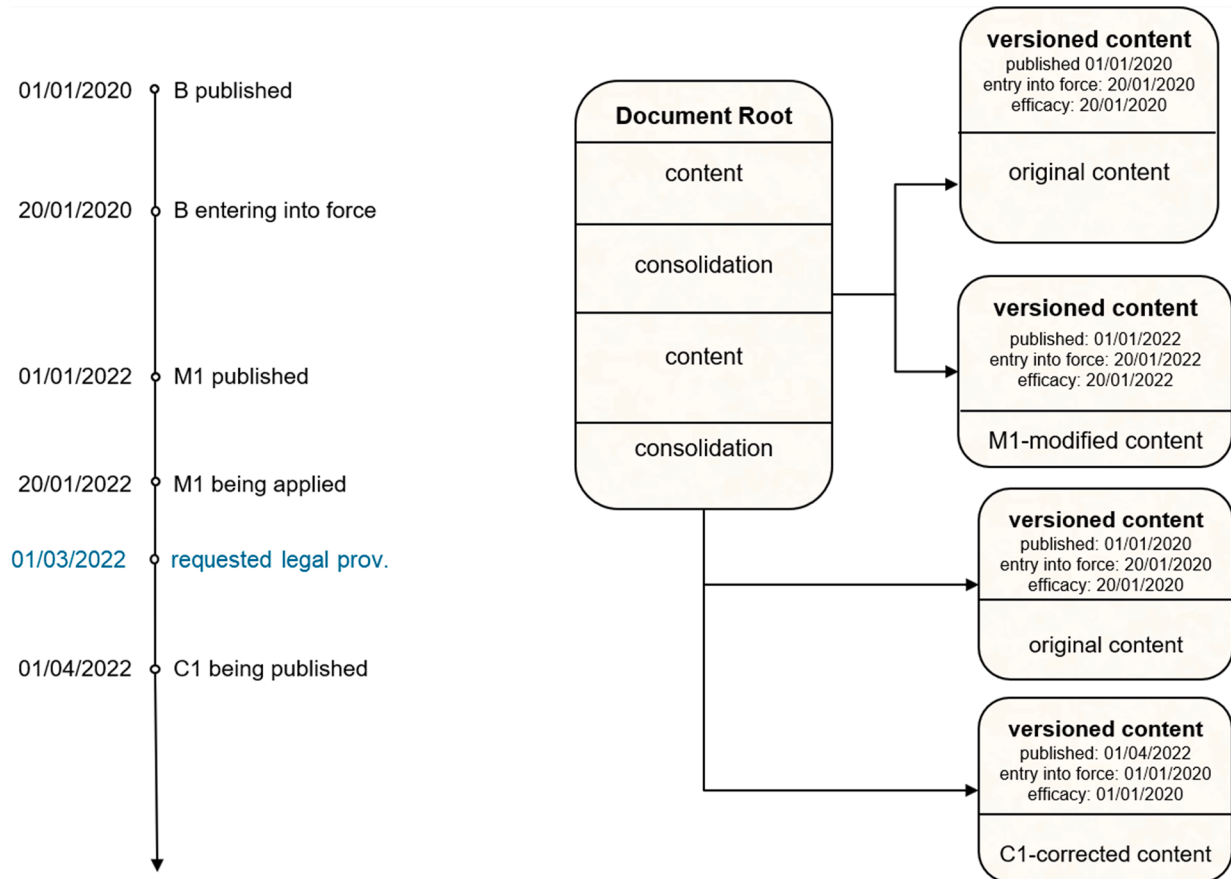 01/01/2020 B published
20/01/2020 B entering into force
01/01/2022 M1 published
20/01/2022 M1 being applied
01/03/2022 requested legal prov.
01/04/2022 C1 being published
Document Root
content
consolidation
content
consolidation
versioned content
published 01/01/2020
entry into force: 20/01/2020
efficacy: 20/01/2020
original content
versioned content
published: 01/01/2022
entry into force: 20/01/2022
efficacy: 20/01/2022
M1-modified content
versioned content
published: 01/01/2020
entry into force: 20/01/2020
efficacy: 20/01/2020
original content
versioned content
published: 01/04/2022
entry into force: 01/01/2020
efficacy: 01/01/2020
C1-corrected content